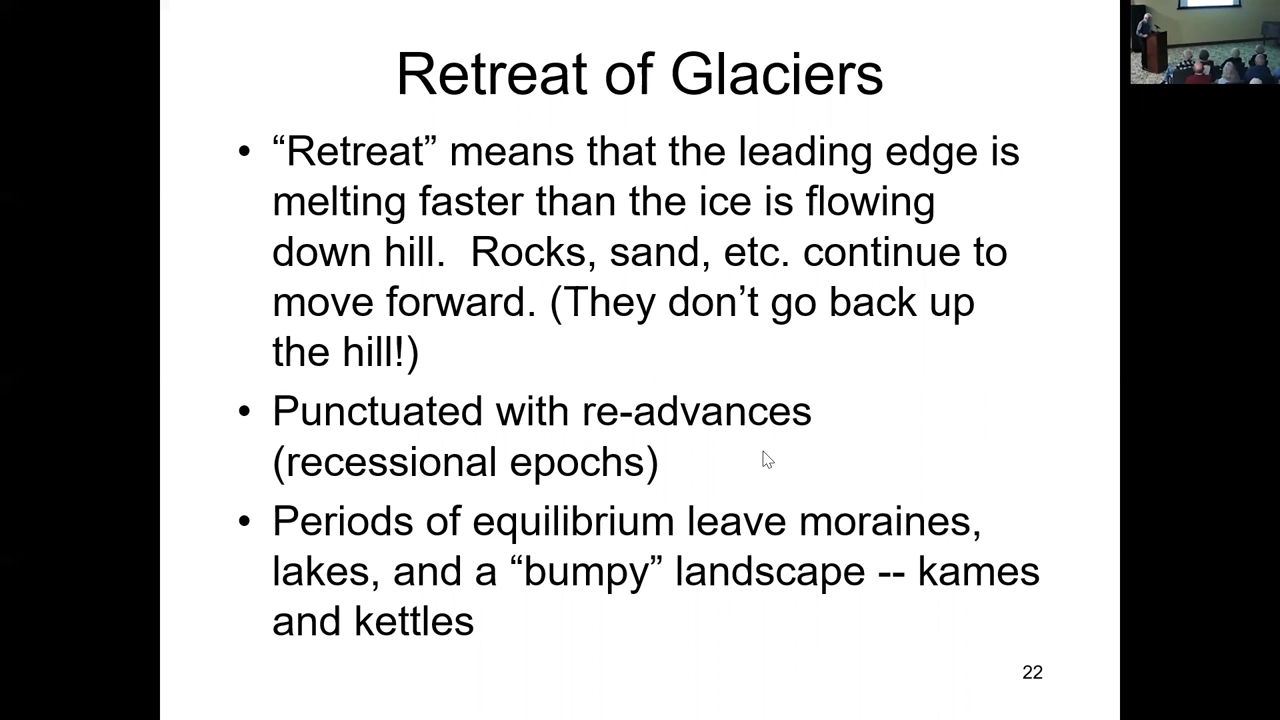 Retreat of Glaciers
• “Retreat” means that the leading edge is
melting faster than the ice is flowing
down hill.  Rocks, sand, etc. continue to
move forward. (They don’t go back up
the hill!)
• Punctuated with re-advances
(recessional epochs)
• Periods of equilibrium leave moraines,
lakes, and a “bumpy” landscape -- kames
and kettles
22